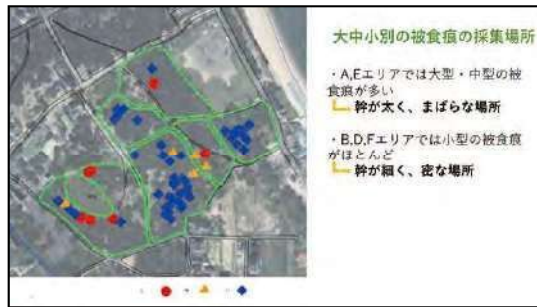 大中小別の被食痕の採集場所
・A,Eエリアでは大型・中型の被
食痕が多い
幹が太く、まばらな場所
・B,D,Fエリアでは小型の被食痕
がほとんど
幹が細く、密な場所